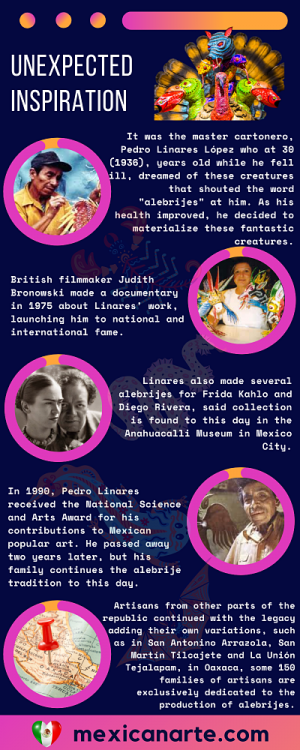 UNEXPECTED
INSPIRATION
It was the master cartonero,
Pedro Linares López who at 30
(1936), years old while he fell
ill, dreamed of these creatures
that shouted the word
"alebrijes" at him. As his
health improved, he decided to
materialize these fantastic
creatures.
British filmmaker Judith
Bronowski made a documentary
in 1975 about Linares' work,
launching him to national and
international fame.
Linares also made several
alebrijes for Frida Kahlo and
Diego Rivera, said collection
is found to this day in the
Anahuacalli Museum in Mexico
City.
In 1990, Pedro Linares
received the National Science
and Arts Award for his
contributions to Mexican
popular art. He passed away
two years later, but his
family continues the alebrije
tradition to this day.
Artisans from other parts of the
republic continued with the legacy
adding their own variations, such
as in San Antonino Arrazola, San
Martín Tilcajete and La Unión
Tejalapam, in Oaxaca, some 150
families of artisans are
exclusively dedicated to the
production of alebrijes.
mexicanarte.com